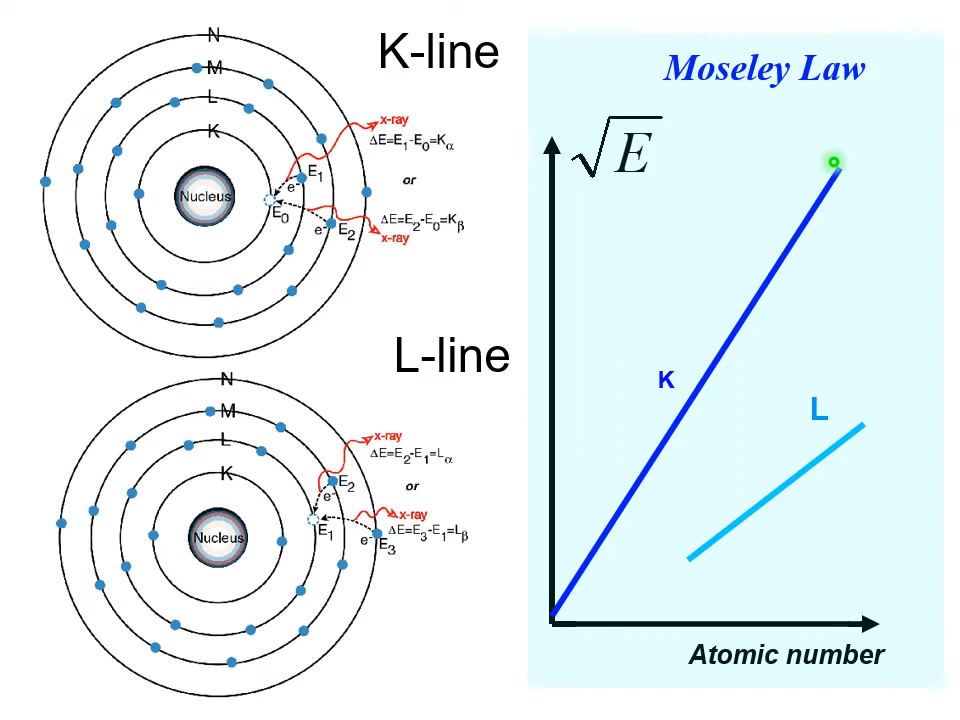 K-line
N
M
L
K
Nucleus
x-ray
ΔE=E₁-E₀=Kα
E₁
e⁻
or
E₀
ΔE=E₂-E₀=Kβ
e⁻
E₂
x-ray
L-line
N
M
L
K
Nucleus
x-ray
ΔE=E₂-E₁=Lα
E₂
e⁻
or
x-ray
E₁
ΔE=E₃-E₁=Lβ
e⁻
E₃
Moseley Law
√E
K
L
Atomic number